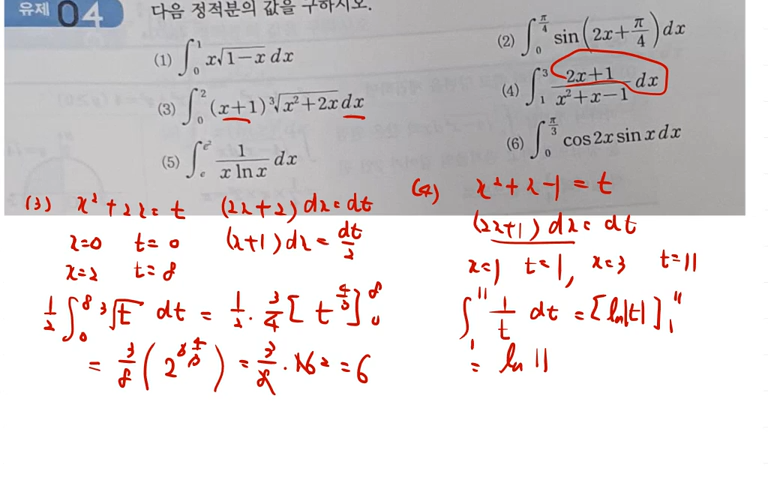 유제 04 다음 정적분의 값을 구하시오.
(1) ∫₀¹ x√(1−x) dx
(2) ∫₀^(π/4) sin(2x+π/4) dx
(3) ∫₀² (x+1) ³√(x²+2x) dx
(4) ∫₁³ (2x+1)/(x²+x−1) dx
(5) ∫ₑ^(e²) 1/(x ln x) dx
(6) ∫₀^(π/3) cos2x sinx dx
(3) x²+2x=t (2x+2)dx=dt
x=0 t=0 (x+1)dx=dt/2
x=2 t=8
1/2 ∫₀⁸ ³√t dt = 1/2 · 3/4 [t^(4/3)]₀⁸
= 3/8 ( ) = 3/8 · 16 2 = 6
(4) x²+x−1=t
(2x+1)dx=dt
x=1 t=1, x=3 t=11
∫₁¹¹ 1/t dt = [ln|t|]₁¹¹
= ln 11